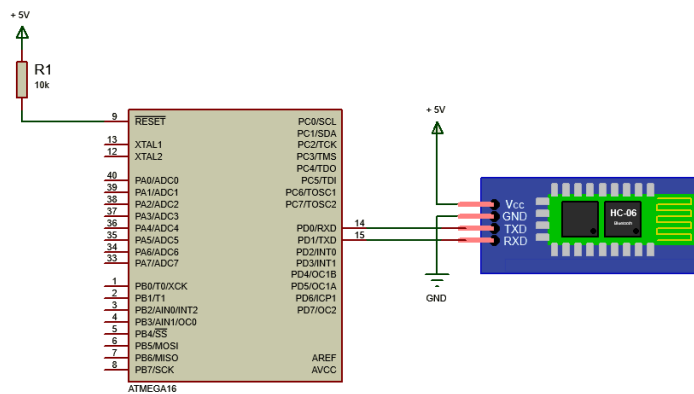 + 5V
R1
10k
9 RESET
13 XTAL1
12 XTAL2
40 PA0/ADC0
39 PA1/ADC1
38 PA2/ADC2
37 PA3/ADC3
36 PA4/ADC4
35 PA5/ADC5
34 PA6/ADC6
33 PA7/ADC7
1 PB0/T0/XCK
2 PB1/T1
3 PB2/AIN0/INT2
4 PB3/AIN1/OC0
5 PB4/SS
6 PB5/MOSI
7 PB6/MISO
8 PB7/SCK
PC0/SCL
PC1/SDA
PC2/TCK
PC3/TMS
PC4/TDO
PC5/TDI
PC6/TOSC1
PC7/TOSC2
PD0/RXD 14
PD1/TXD 15
PD2/INT0
PD3/INT1
PD4/OC1B
PD5/OC1A
PD6/ICP1
PD7/OC2
AREF
AVCC
ATMEGA16
+ 5V
GND
Vcc
GND
TXD
RXD
HC-06
Bluetooth